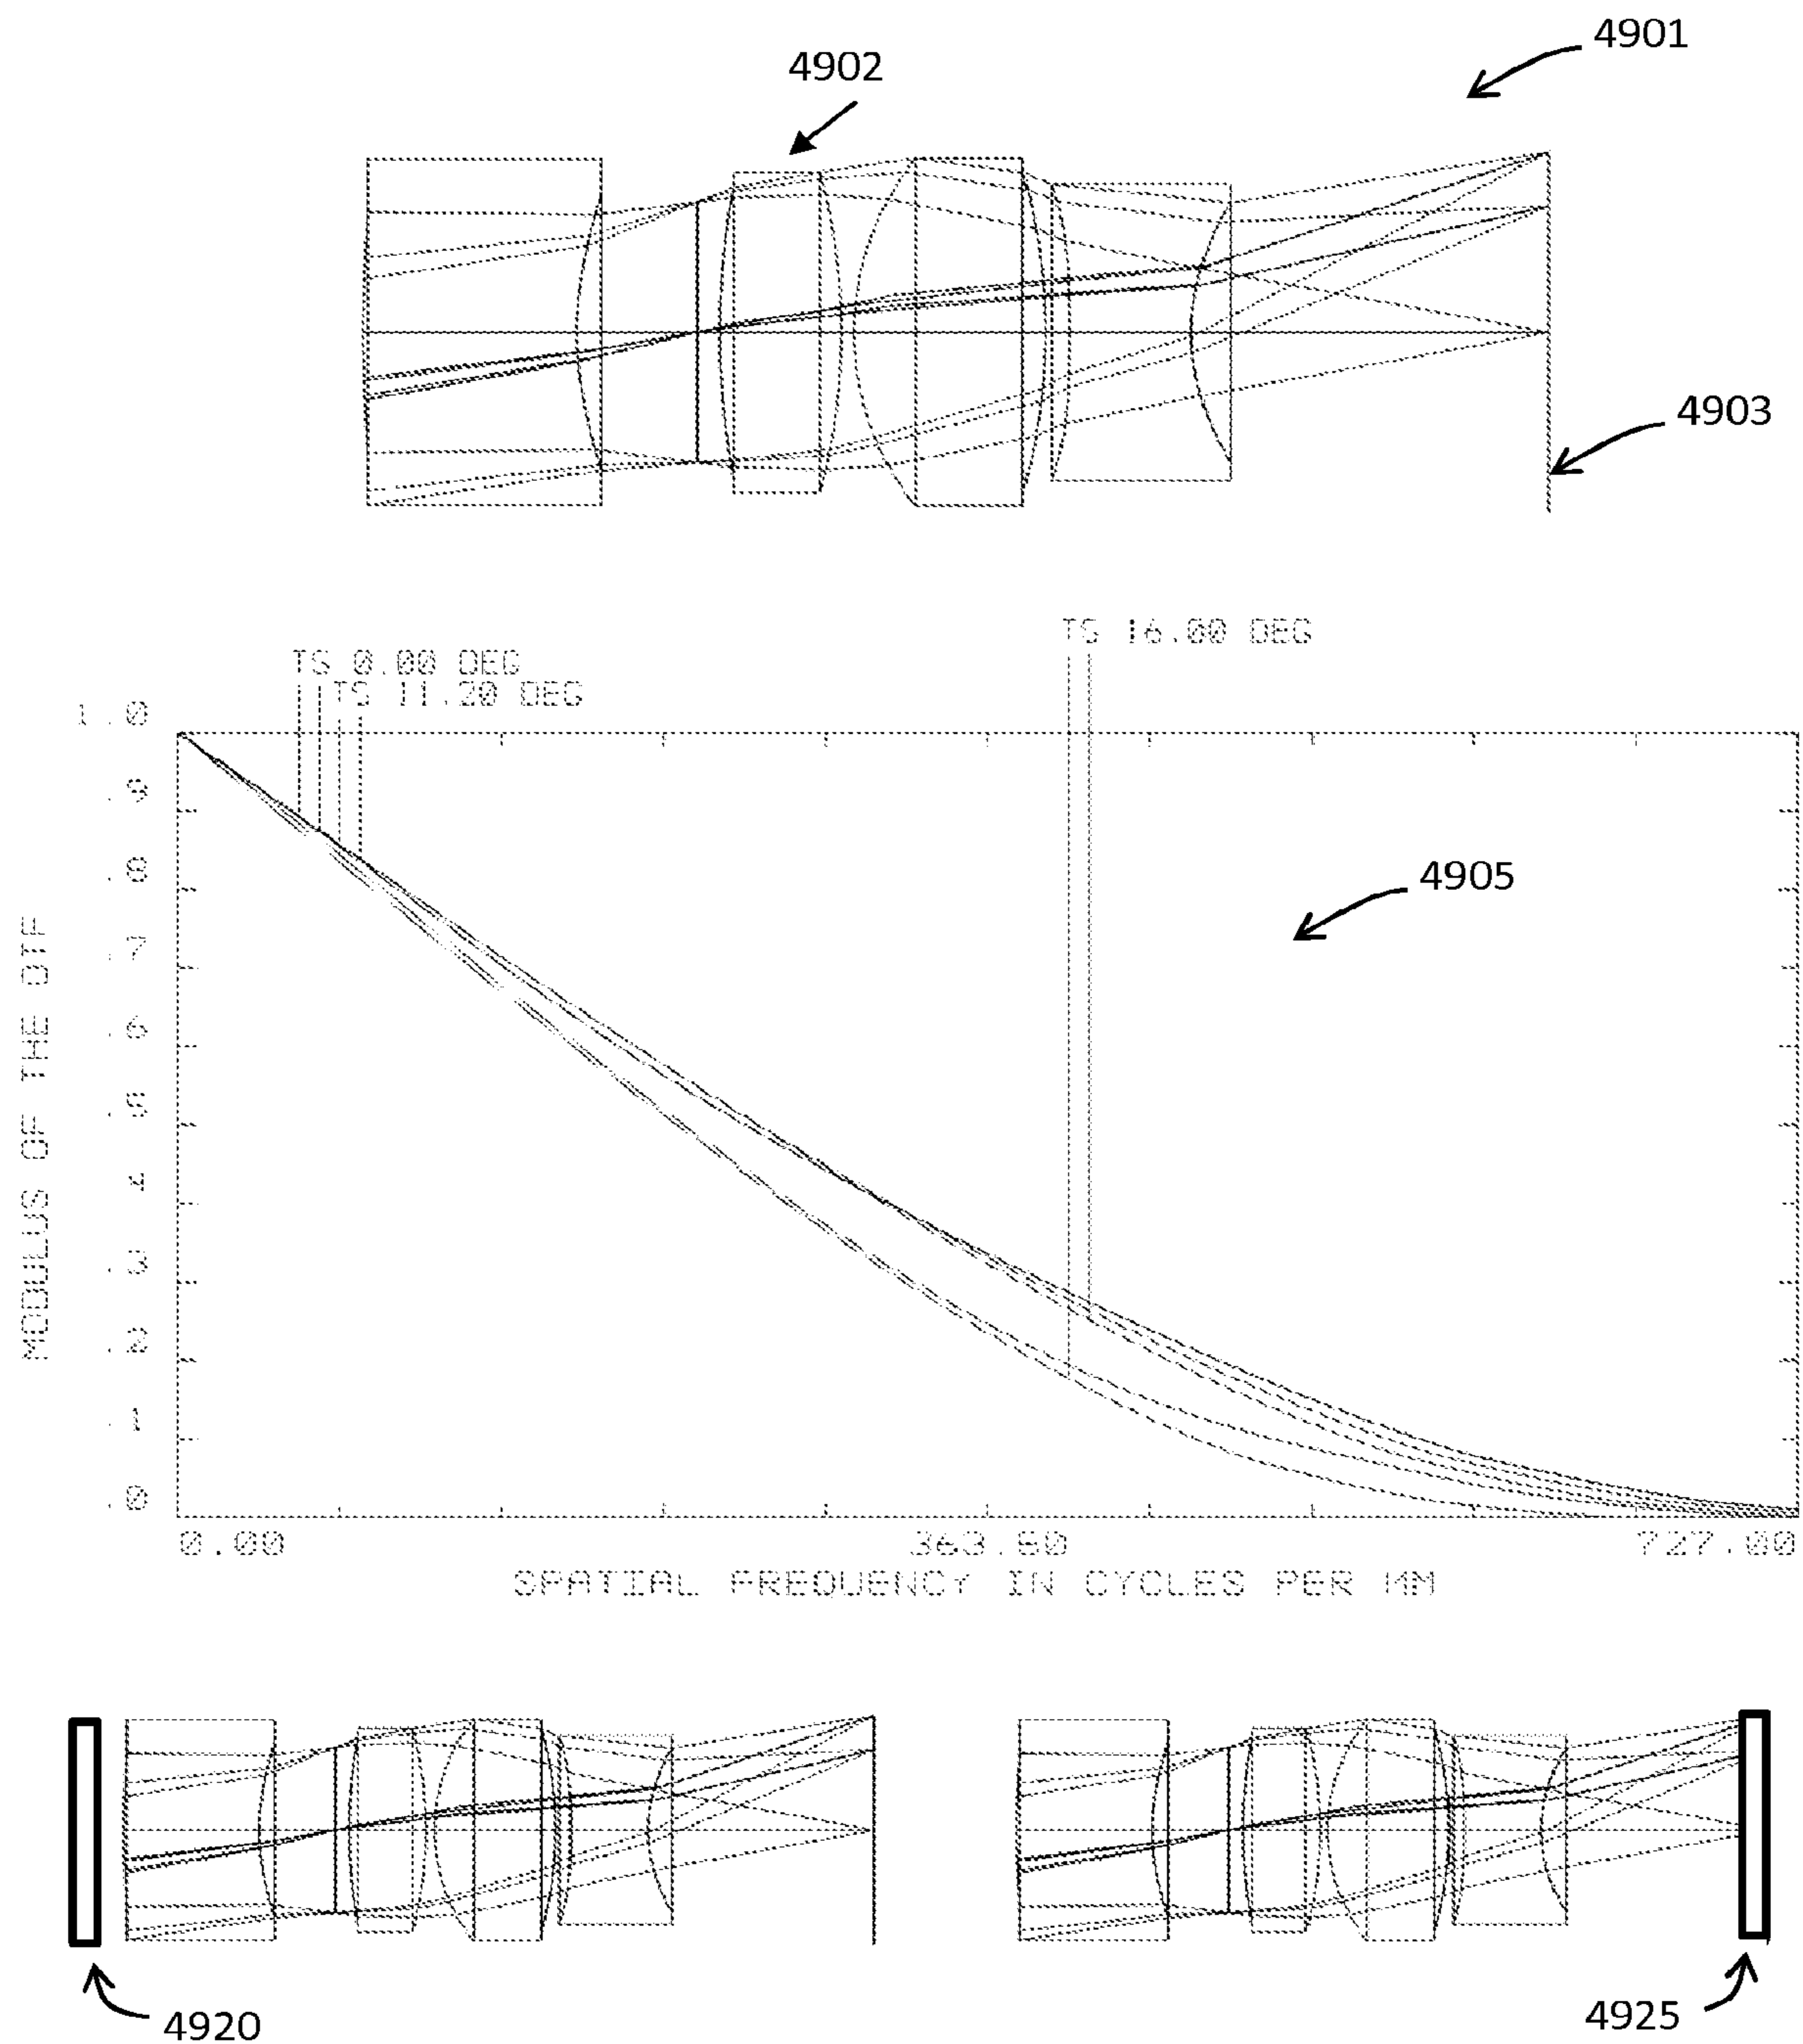 4901
4902
4903
TS 16.00 DEG
TS 0.00 DEG
TS 11.20 DEG
1.0
.9
.8
4905
.7
.6
.5
.4
.3
.2
.1
.0
MODULUS OF THE OTF
0.00 363.80 727.00
SPATIAL FREQUENCY IN CYCLES PER MM
4920
4925